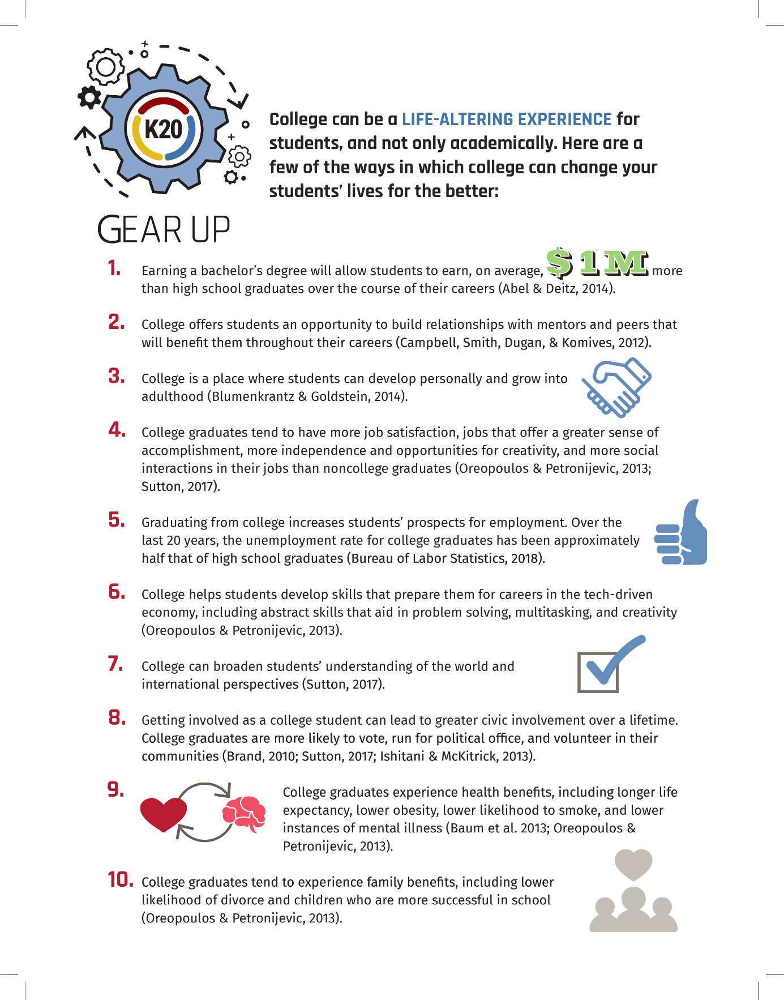 K20
GEAR UP
College can be a LIFE-ALTERING EXPERIENCE for
students, and not only academically. Here are a
few of the ways in which college can change your
students’ lives for the better:
1. Earning a bachelor’s degree will allow students to earn, on average, $1M more
than high school graduates over the course of their careers (Abel & Deitz, 2014).
2. College offers students an opportunity to build relationships with mentors and peers that
will benefit them throughout their careers (Campbell, Smith, Dugan, & Komives, 2012).
3. College is a place where students can develop personally and grow into
adulthood (Blumenkrantz & Goldstein, 2014).
4. College graduates tend to have more job satisfaction, jobs that offer a greater sense of
accomplishment, more independence and opportunities for creativity, and more social
interactions in their jobs than noncollege graduates (Oreopoulos & Petronijevic, 2013;
Sutton, 2017).
5. Graduating from college increases students’ prospects for employment. Over the
last 20 years, the unemployment rate for college graduates has been approximately
half that of high school graduates (Bureau of Labor Statistics, 2018).
6. College helps students develop skills that prepare them for careers in the tech-driven
economy, including abstract skills that aid in problem solving, multitasking, and creativity
(Oreopoulos & Petronijevic, 2013).
7. College can broaden students’ understanding of the world and
international perspectives (Sutton, 2017).
8. Getting involved as a college student can lead to greater civic involvement over a lifetime.
College graduates are more likely to vote, run for political office, and volunteer in their
communities (Brand, 2010; Sutton, 2017; Ishitani & McKitrick, 2013).
9. College graduates experience health benefits, including longer life
expectancy, lower obesity, lower likelihood to smoke, and lower
instances of mental illness (Baum et al. 2013; Oreopoulos &
Petronijevic, 2013).
10. College graduates tend to experience family benefits, including lower
likelihood of divorce and children who are more successful in school
(Oreopoulos & Petronijevic, 2013).